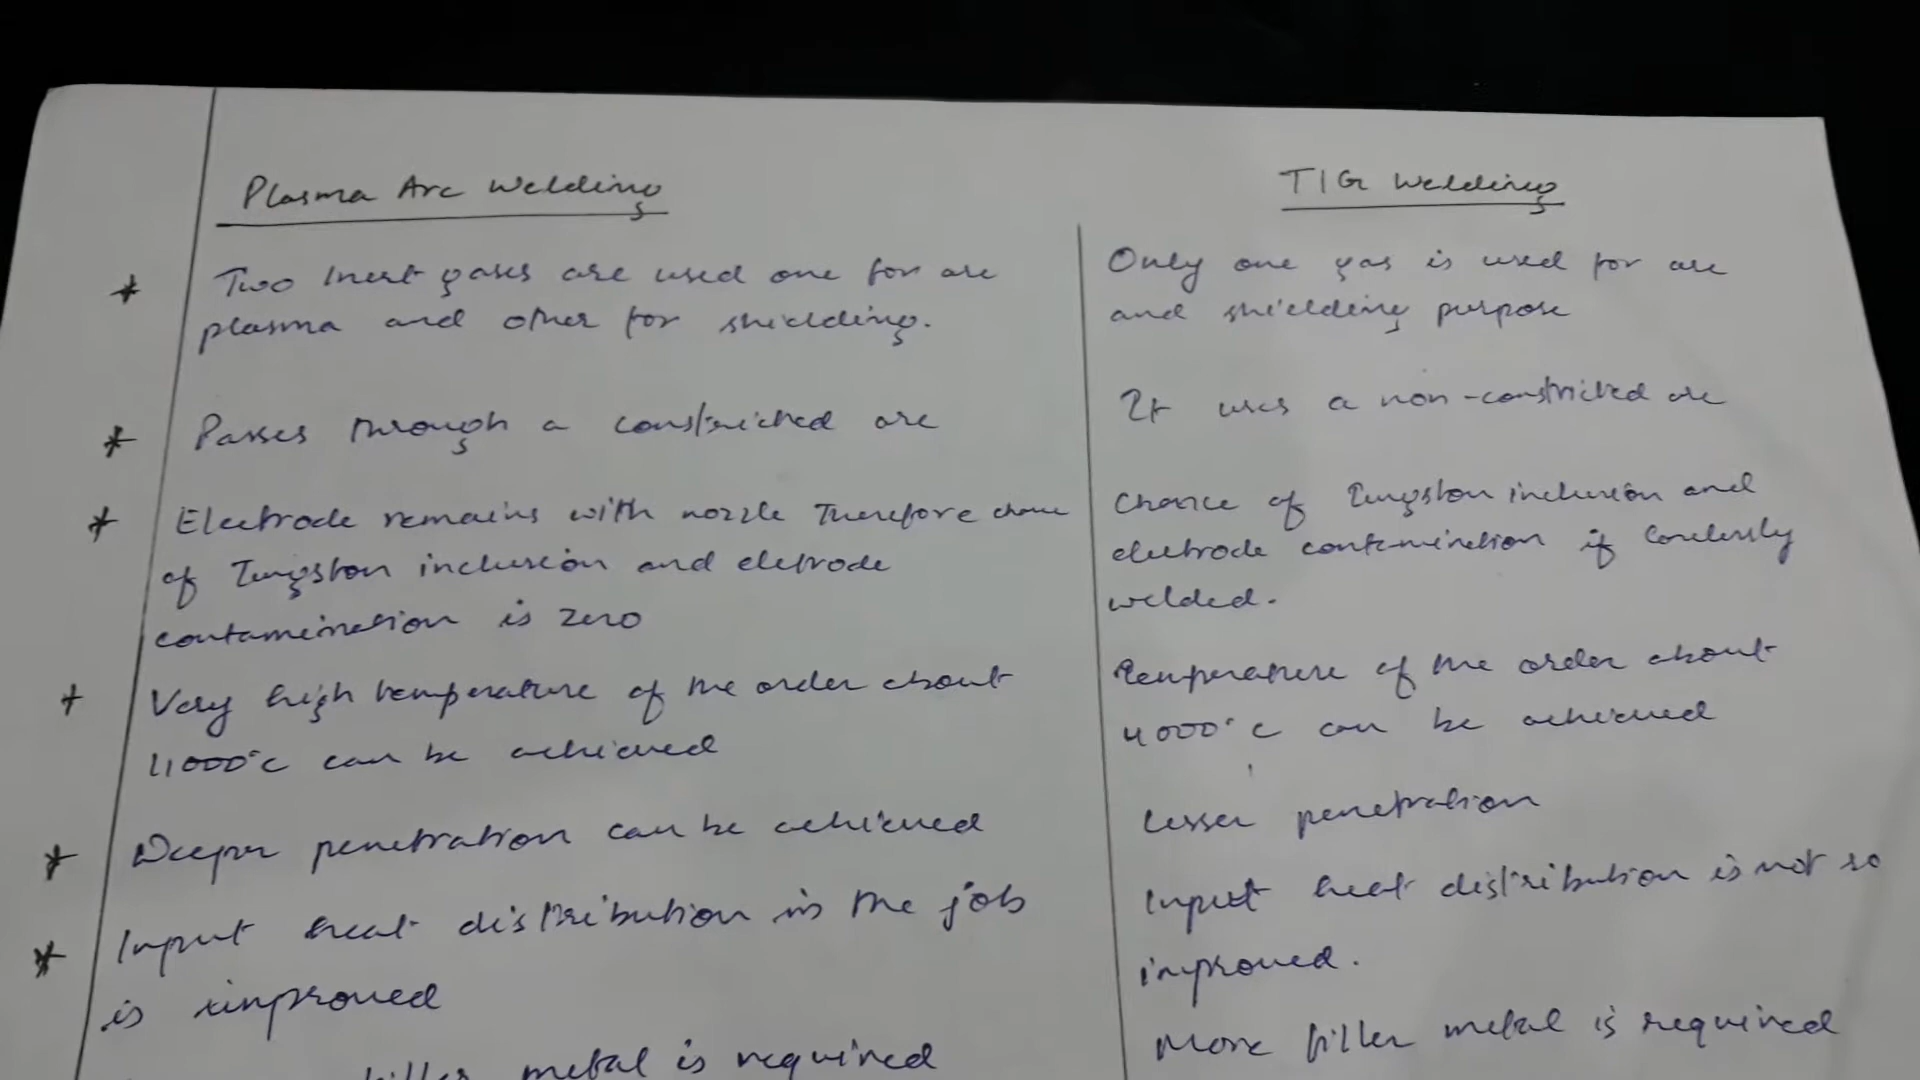 Plasma Arc Welding
Two Inert gases are used one for arc
plasma and other for shielding.
* Passes through a constricted arc
* Electrode remains with nozzle Therefore chance
of Tungston inclusion and eletrode
contamination is zero
+ Very high temperature of the order about
11000°C can be achieved
* Deeper penetration can be achieved
* Input heat distribution in the job
is improved
filler metal is required
TIG Welding
Only one gas is used for arc
and shielding purpose
It uses a non-constricted arc
Chance of Tungston inclusion and
electrode contamination if
welded.
Temperature of the order about
4000°C can be achieved
Lesser penetration
Input heat distribution is not so
improved.
More filler metal is required